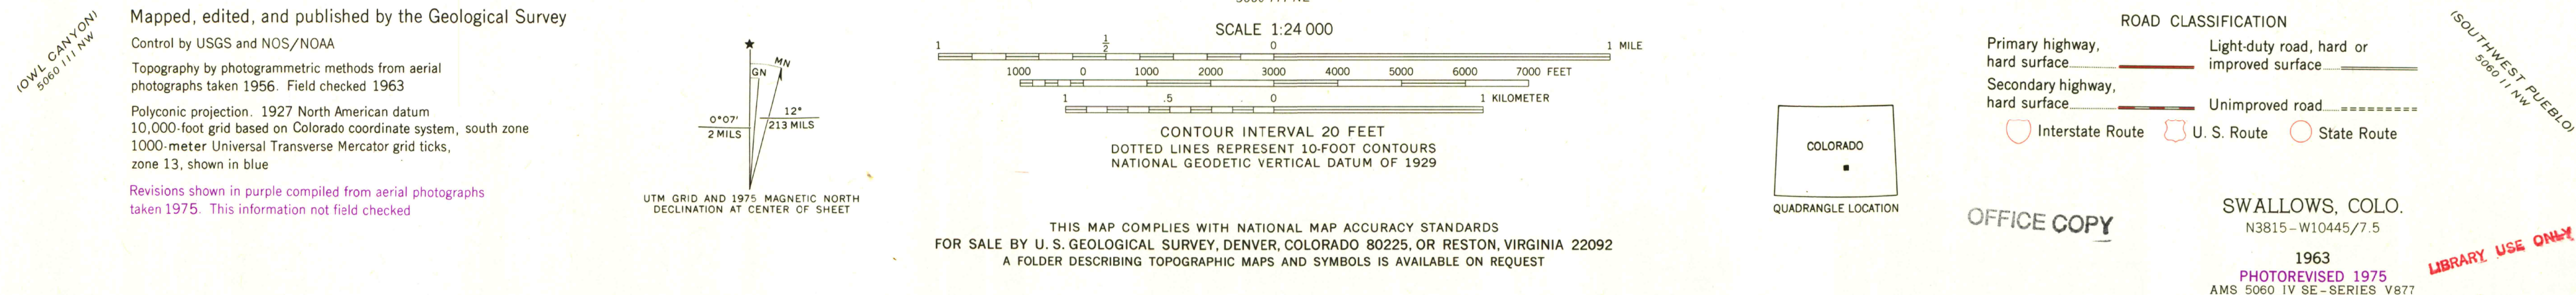 (OWL CANYON)
5060 III NW
Mapped, edited, and published by the Geological Survey
Control by USGS and NOS/NOAA
Topography by photogrammetric methods from aerial
photographs taken 1956. Field checked 1963
Polyconic projection. 1927 North American datum
10,000-foot grid based on Colorado coordinate system, south zone
1000-meter Universal Transverse Mercator grid ticks,
zone 13, shown in blue
Revisions shown in purple compiled from aerial photographs
taken 1975. This information not field checked
★
MN
GN
0°07'
2 MILS
12°
213 MILS
UTM GRID AND 1975 MAGNETIC NORTH
DECLINATION AT CENTER OF SHEET
SCALE 1:24 000
1 1/2 0 1 MILE
1000 0 1000 2000 3000 4000 5000 6000 7000 FEET
1 .5 0 1 KILOMETER
CONTOUR INTERVAL 20 FEET
DOTTED LINES REPRESENT 10-FOOT CONTOURS
NATIONAL GEODETIC VERTICAL DATUM OF 1929
THIS MAP COMPLIES WITH NATIONAL MAP ACCURACY STANDARDS
FOR SALE BY U. S. GEOLOGICAL SURVEY, DENVER, COLORADO 80225, OR RESTON, VIRGINIA 22092
A FOLDER DESCRIBING TOPOGRAPHIC MAPS AND SYMBOLS IS AVAILABLE ON REQUEST
COLORADO
QUADRANGLE LOCATION
ROAD CLASSIFICATION
Primary highway,
hard surface
Light-duty road, hard or
improved surface
Secondary highway,
hard surface
Unimproved road
Interstate Route U. S. Route State Route
(SOUTHWEST PUEBLO)
5060 II NW
OFFICE COPY
SWALLOWS, COLO.
N3815-W10445/7.5
1963
PHOTOREVISED 1975
AMS 5060 IV SE-SERIES V877
LIBRARY USE ONLY